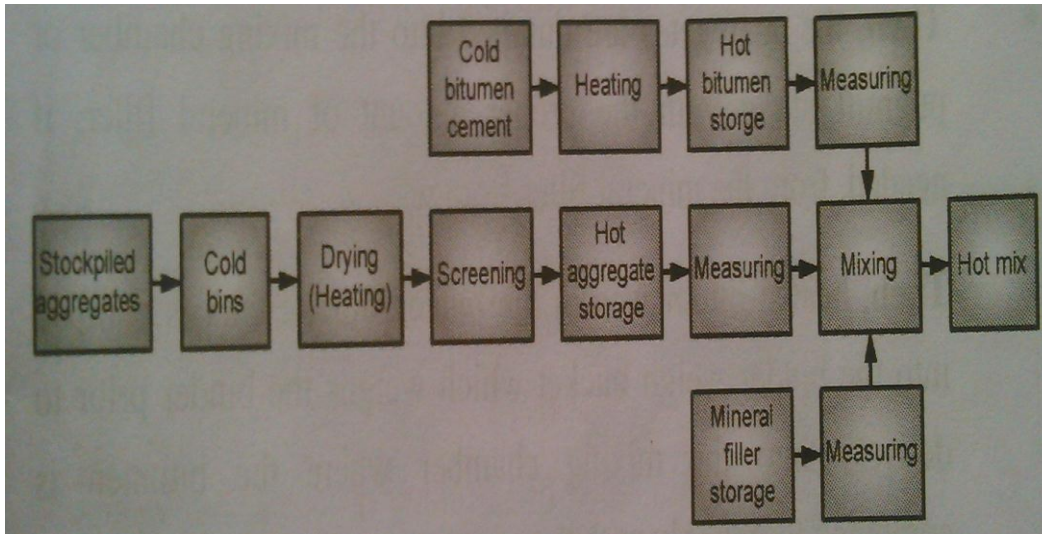 Cold
bitumen
cement
Heating
Hot
bitumen
storge
Measuring
Stockpiled
aggregates
Cold
bins
Drying
(Heating)
Screening
Hot
aggregate
storage
Measuring
Mixing
Hot mix
Mineral
filler
storage
Measuring